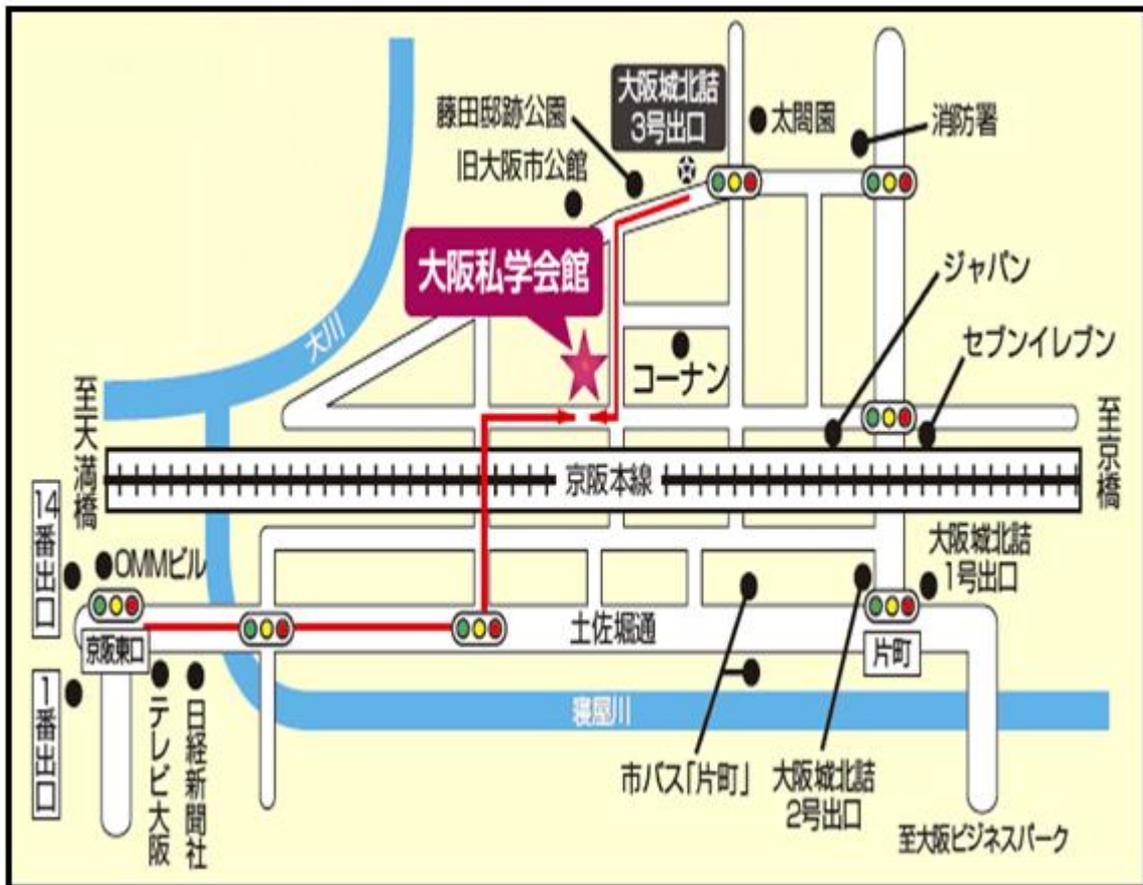 大阪城北詰
3号出口
藤田邸跡公園
旧大阪市公館
太閤園
消防署
大阪私学会館
ジャパン
セブンイレブン
大川
コーナン
至天満橋
至京橋
京阪本線
14番出口
OMMビル
大阪城北詰
1号出口
京阪東口
土佐堀通
片町
1番出口
テレビ大阪
日経新聞社
寝屋川
市バス「片町」
大阪城北詰
2号出口
至大阪ビジネスパーク